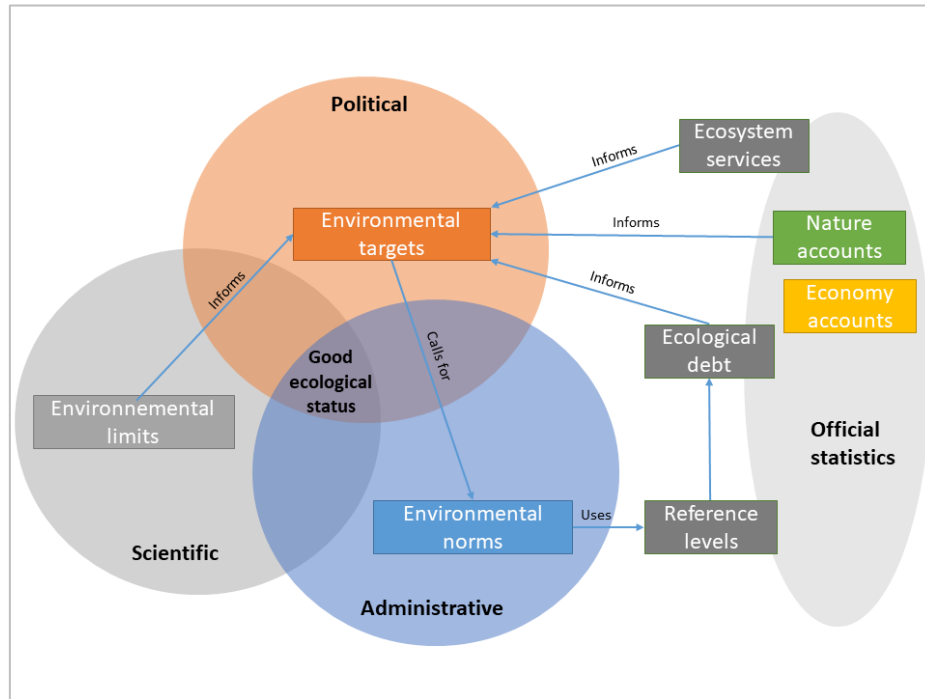 Political
Ecosystem
services
Informs
Environmental
targets
Informs
Nature
accounts
Informs
Informs
Economy
accounts
Calls for
Ecological
debt
Good
ecological
status
Environnemental
limits
Official
statistics
Environmental
norms
Uses
Reference
levels
Scientific
Administrative